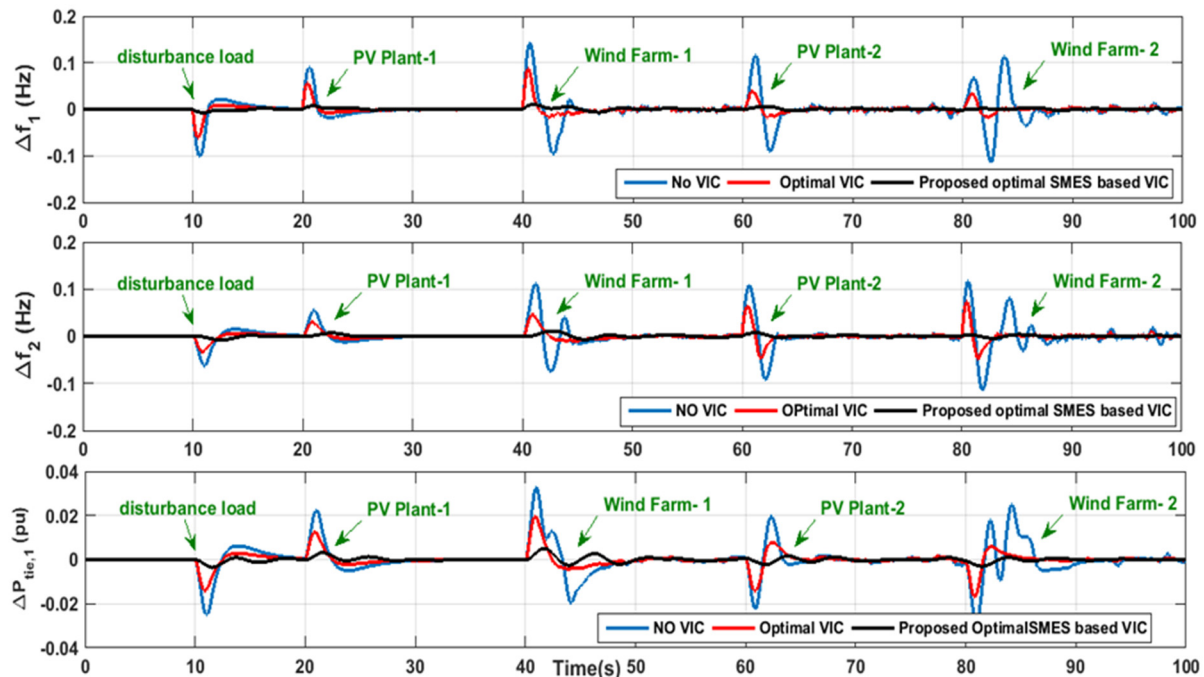 0.2
disturbance load
PV Plant-1
Wind Farm- 1
PV Plant-2
Wind Farm- 2
0.1
0
-0.1
-0.2
Δf1 (Hz)
No VIC
Optimal VIC
Proposed optimal SMES based VIC
0 10 20 30 40 50 60 70 80 90 100
0.2
disturbance load
PV Plant-1
Wind Farm- 1
PV Plant-2
Wind Farm- 2
0.1
0
-0.1
-0.2
Δf2 (Hz)
NO VIC
OPtimal VIC
Proposed optimal SMES based VIC
0 10 20 30 40 50 60 70 80 90 100
0.04
disturbance load
PV Plant-1
Wind Farm- 1
PV Plant-2
Wind Farm- 2
0.02
0
-0.02
-0.04
ΔPtie,1 (pu)
NO VIC
Optimal VIC
Proposed OptimalSMES based VIC
0 10 20 30 40 Time(s) 50 60 70 80 90 100